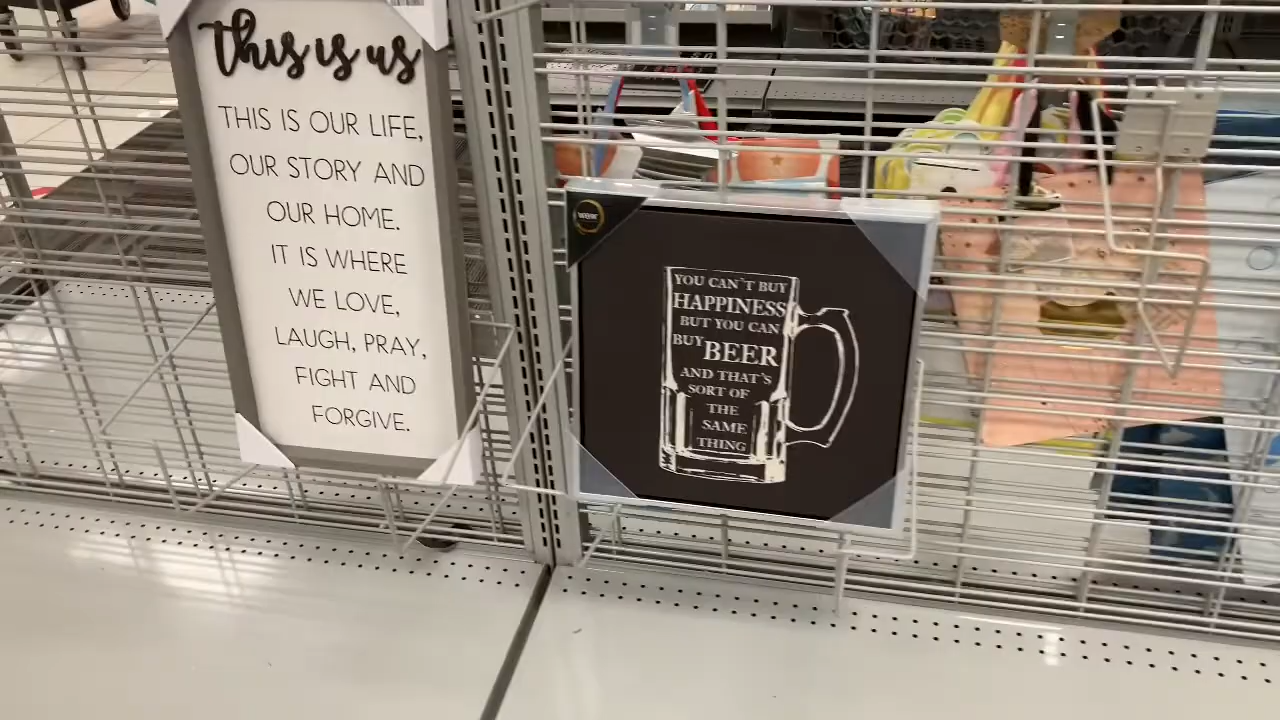 this is us
THIS IS OUR LIFE,
OUR STORY AND
OUR HOME.
IT IS WHERE
WE LOVE,
LAUGH, PRAY,
FIGHT AND
FORGIVE.
YOU CAN'T BUY
HAPPINESS
BUT YOU CAN
BUY BEER
AND THAT'S
SORT OF
THE
SAME
THING